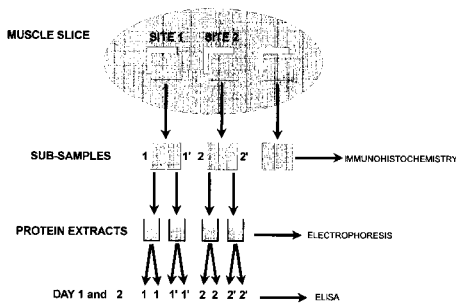 MUSCLE SLICE
SITE 1 SITE 2
SUB-SAMPLES 1 1' 2 2' IMMUNOHISTOCHEMISTRY
PROTEIN EXTRACTS ELECTROPHORESIS
DAY 1 and 2 1 1 1' 1' 2 2 2' 2' ELISA